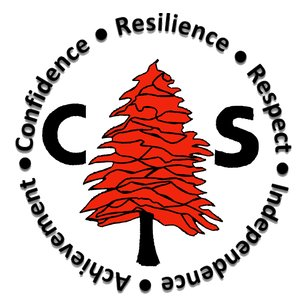 Confidence • Resilience • Respect • Independence • Achievement •
C S